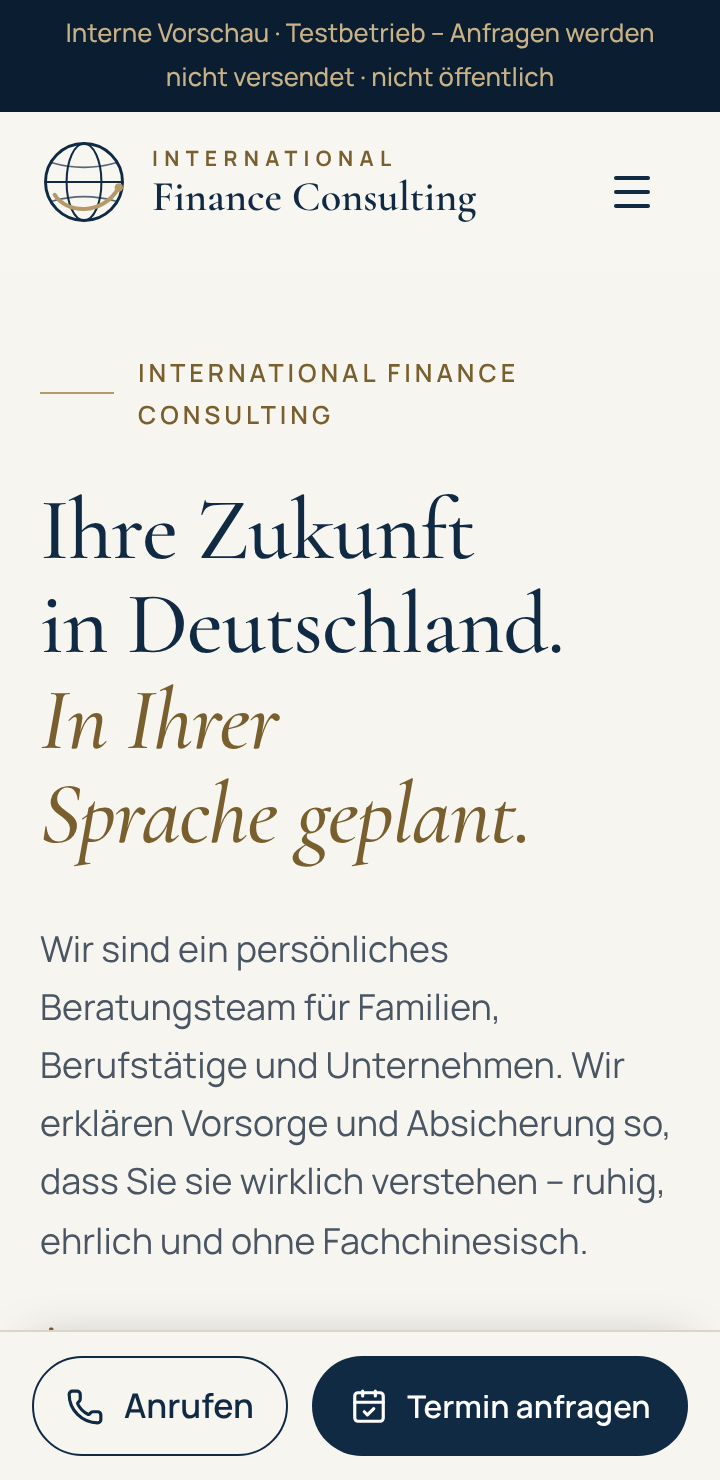 Interne Vorschau · Testbetrieb – Anfragen werden
nicht versendet · nicht öffentlich
INTERNATIONAL
Finance Consulting
INTERNATIONAL FINANCE
CONSULTING
Ihre Zukunft
in Deutschland.
In Ihrer
Sprache geplant.
Wir sind ein persönliches
Beratungsteam für Familien,
Berufstätige und Unternehmen. Wir
erklären Vorsorge und Absicherung so,
dass Sie sie wirklich verstehen – ruhig,
ehrlich und ohne Fachchinesisch.
Anrufen
Termin anfragen